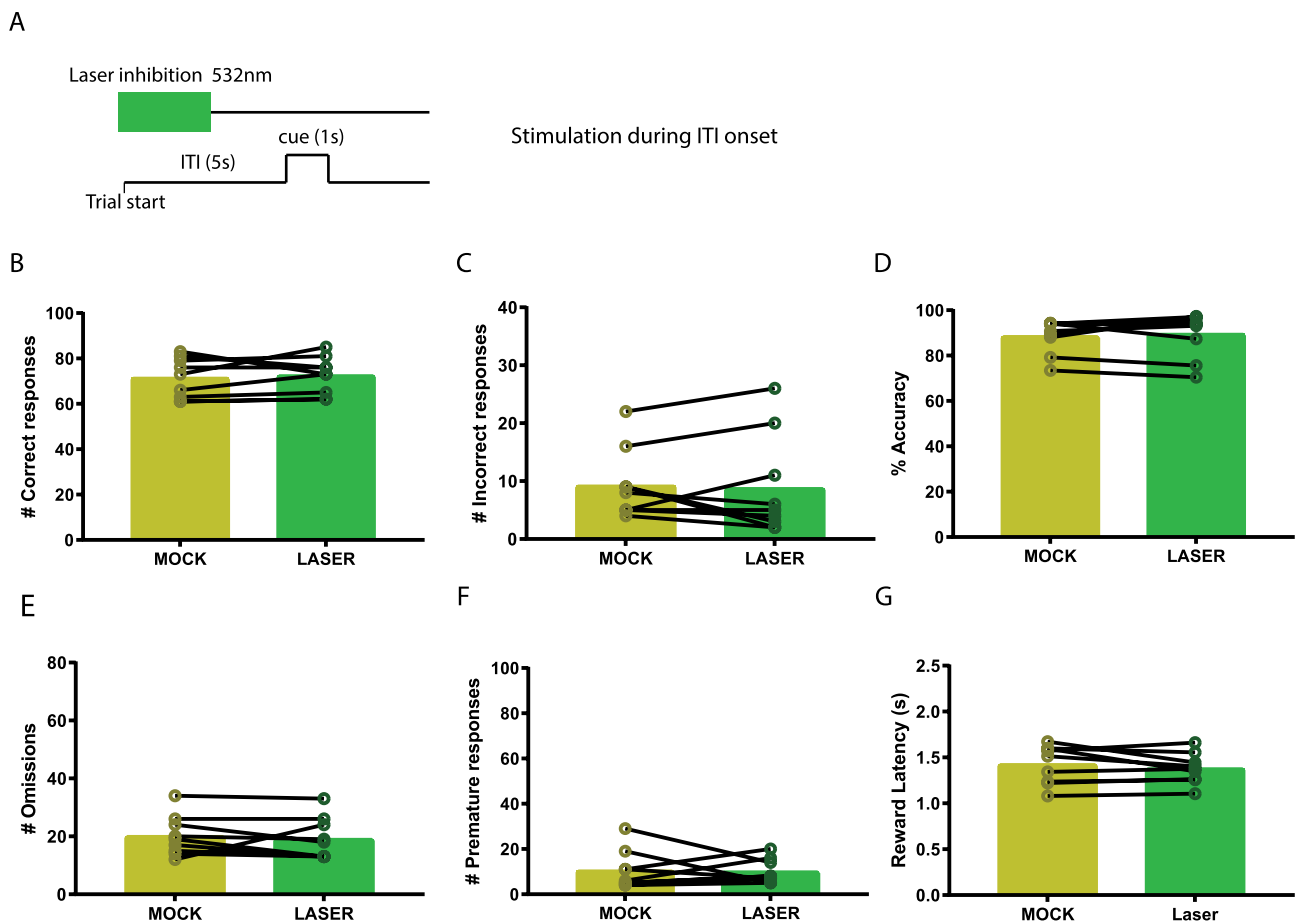 A
Laser inhibition 532nm
cue (1s)
Stimulation during ITI onset
ITI (5s)
Trial start
B
# Correct responses
100
80
60
40
20
0
MOCK LASER
C
# Incorrect responses
40
30
20
10
0
MOCK LASER
D
% Accuracy
100
80
60
40
20
0
MOCK LASER
E
# Omissions
80
60
40
20
0
MOCK LASER
F
# Premature responses
100
80
60
40
20
0
MOCK LASER
G
Reward Latency (s)
2.5
2.0
1.5
1.0
0.5
0.0
MOCK Laser